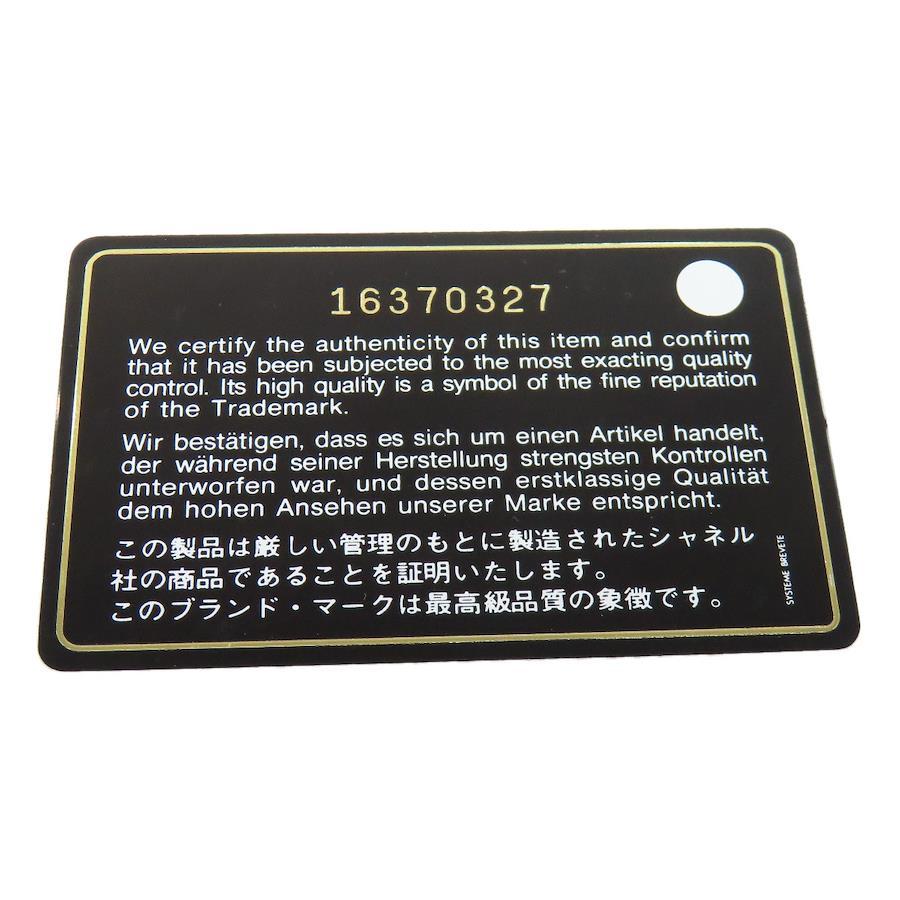 16370327
We certify the authenticity of this item and confirm
that it has been subjected to the most exacting quality
control. Its high quality is a symbol of the fine reputation
of the Trademark.
Wir bestätigen, dass es sich um einen Artikel handelt,
der während seiner Herstellung strengsten Kontrollen
unterworfen war, und dessen erstklassige Qualität
dem hohen Ansehen unserer Marke entspricht.
この製品は厳しい管理のもとに製造されたシャネル
社の商品であることを証明いたします。
このブランド・マークは最高級品質の象徴です。
SYSTEME BREVETE